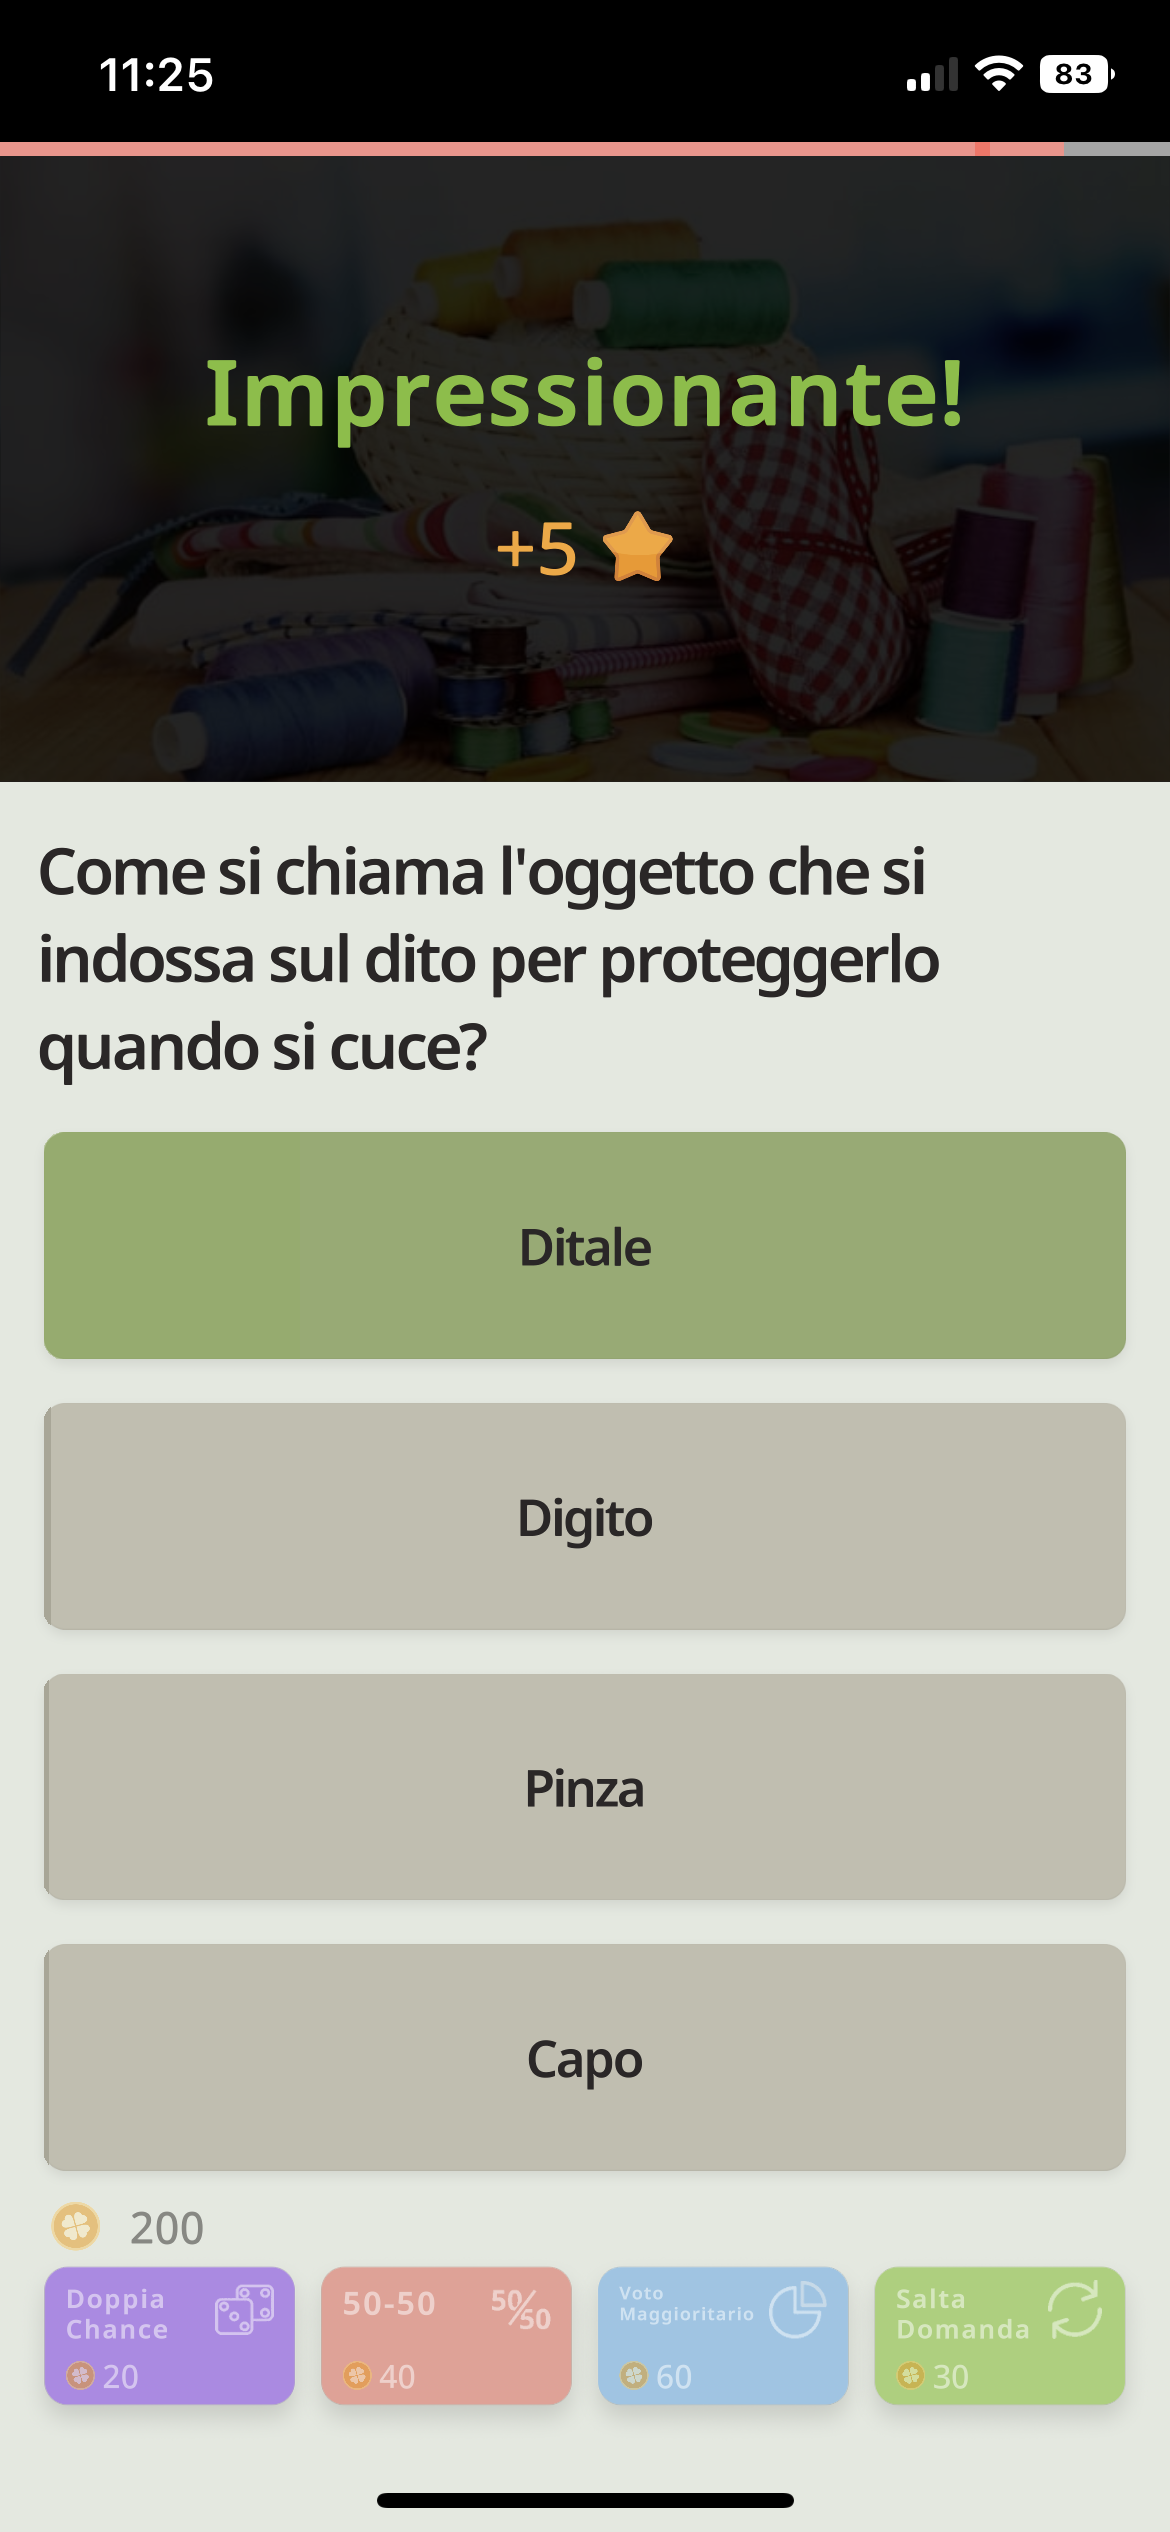 11:25
83
Impressionante!
+5
Come si chiama l'oggetto che si
indossa sul dito per proteggerlo
quando si cuce?
Ditale
Digito
Pinza
Capo
200
Doppia
Chance
20
50-50
50
50
40
Voto
Maggioritario
60
Salta
Domanda
30